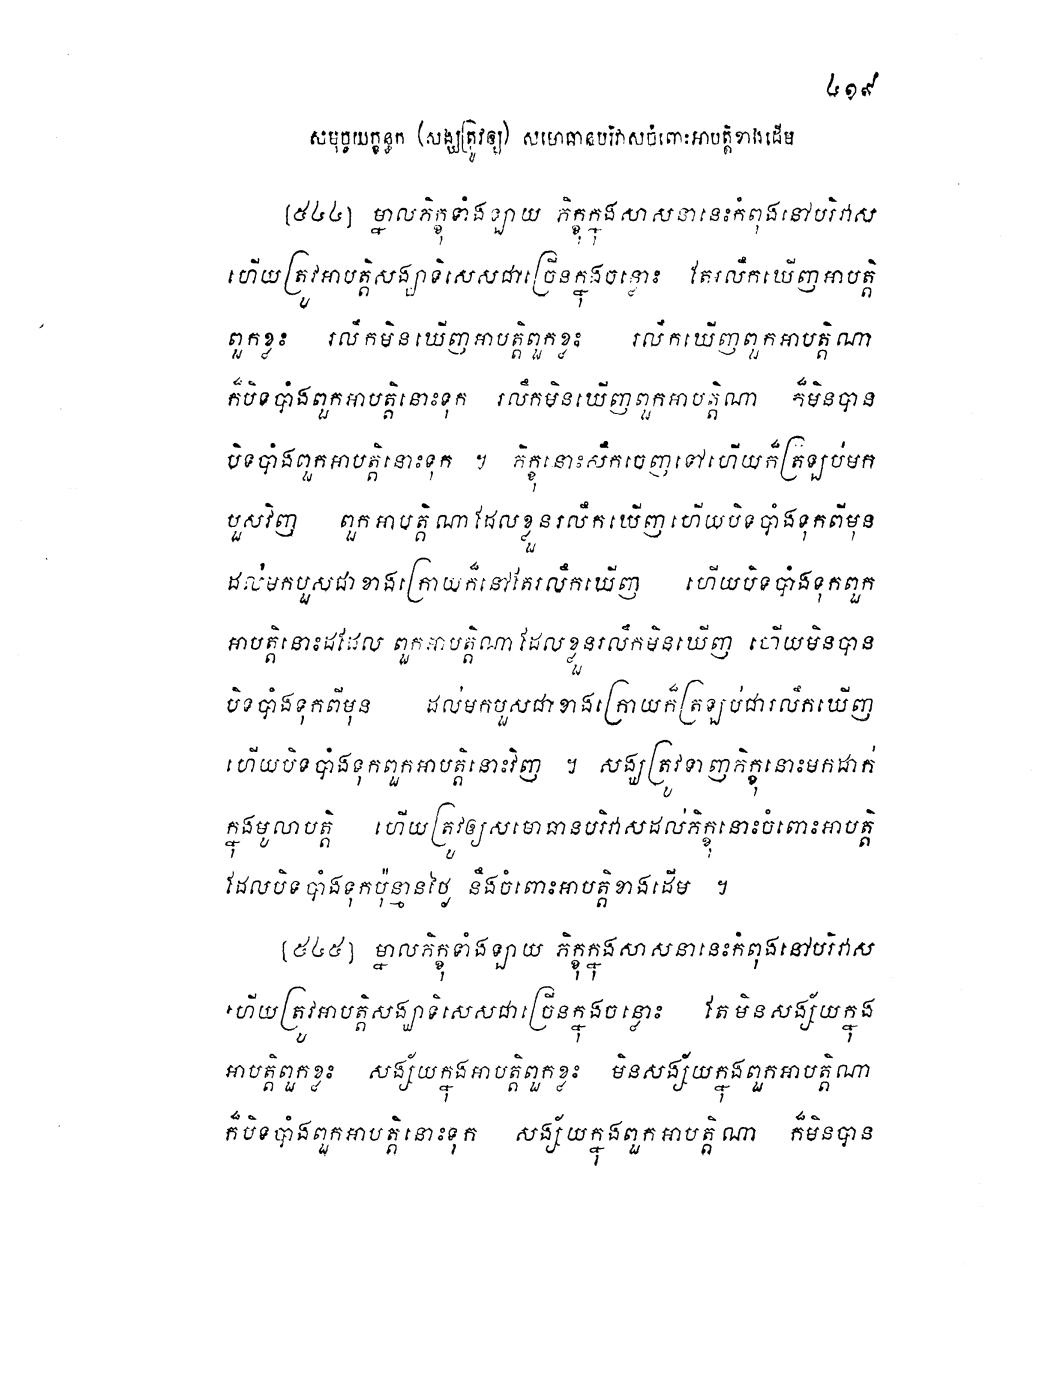 ៤១៩
សមុច្ចយក្ខន្ធក (សង្ឃត្រូវឲ្យ) សមោធានបរិវាសចំពោះអាបត្តិខាងដើម
(៥៤៤) ម្នាលភិក្ខុទាំងឡាយ ភិក្ខុក្នុងសាសនានេះកំពុងនៅបរិវាស
ហើយត្រូវអាបត្តិសង្ឃាទិសេសជាច្រើនក្នុងចន្លោះ តែរលឹកឃើញអាបត្តិ
ពួកខ្លះ រលឹកមិនឃើញអាបត្តិពួកខ្លះ រលឹកឃើញពួកអាបត្តិណា
ក៏បិទបាំងពួកអាបត្តិនោះទុក រលឹកមិនឃើញពួកអាបត្តិណា ក៏មិនបាន
បិទបាំងពួកអាបត្តិនោះទុក ។ ភិក្ខុនោះសឹកចេញទៅហើយក៏ត្រឡប់មក
បួសវិញ ពួកអាបត្តិណាដែលខ្លួនរលឹកឃើញហើយបិទបាំងទុកពីមុន
ដល់មកបួសជាខាងក្រោយក៏នៅតែរលឹកឃើញ ហើយបិទបាំងទុកពួក
អាបត្តិនោះដដែល ពួកអាបត្តិណាដែលខ្លួនរលឹកមិនឃើញ ហើយមិនបាន
បិទបាំងទុកពីមុន ដល់មកបួសជាខាងក្រោយក៏ត្រឡប់ជារលឹកឃើញ
ហើយបិទបាំងទុកពួកអាបត្តិនោះវិញ ។ សង្ឃត្រូវទាញភិក្ខុនោះមកដាក់
ក្នុងមូលាបត្តិ ហើយត្រូវឲ្យសមោធានបរិវាសដល់ភិក្ខុនោះចំពោះអាបត្តិ
ដែលបិទបាំងទុកប៉ុន្មានថ្ងៃ នឹងចំពោះអាបត្តិខាងដើម ។
(៥៤៥) ម្នាលភិក្ខុទាំងឡាយ ភិក្ខុក្នុងសាសនានេះកំពុងនៅបរិវាស
ហើយត្រូវអាបត្តិសង្ឃាទិសេសជាច្រើនក្នុងចន្លោះ តែមិនសង្ស័យក្នុង
អាបត្តិពួកខ្លះ សង្ស័យក្នុងអាបត្តិពួកខ្លះ មិនសង្ស័យក្នុងពួកអាបត្តិណា
ក៏បិទបាំងពួកអាបត្តិនោះទុក សង្ស័យក្នុងពួកអាបត្តិណា ក៏មិនបាន